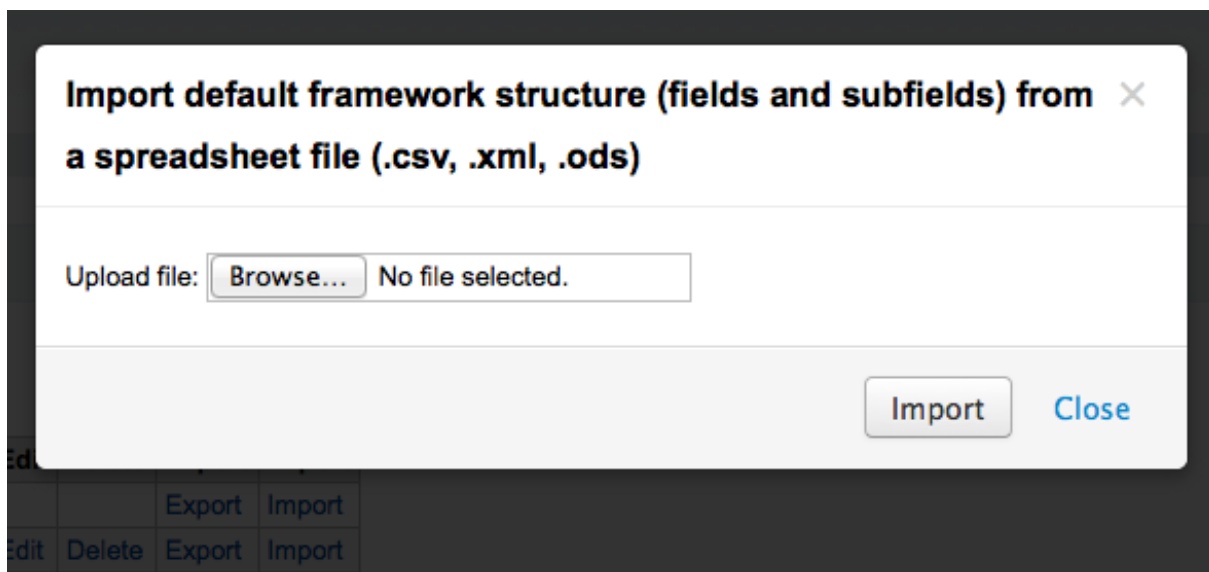 Import default framework structure (fields and subfields) from ×
a spreadsheet file (.csv, .xml, .ods)
Upload file: Browse... No file selected.
Import Close
Export Import
Edit Delete Export Import